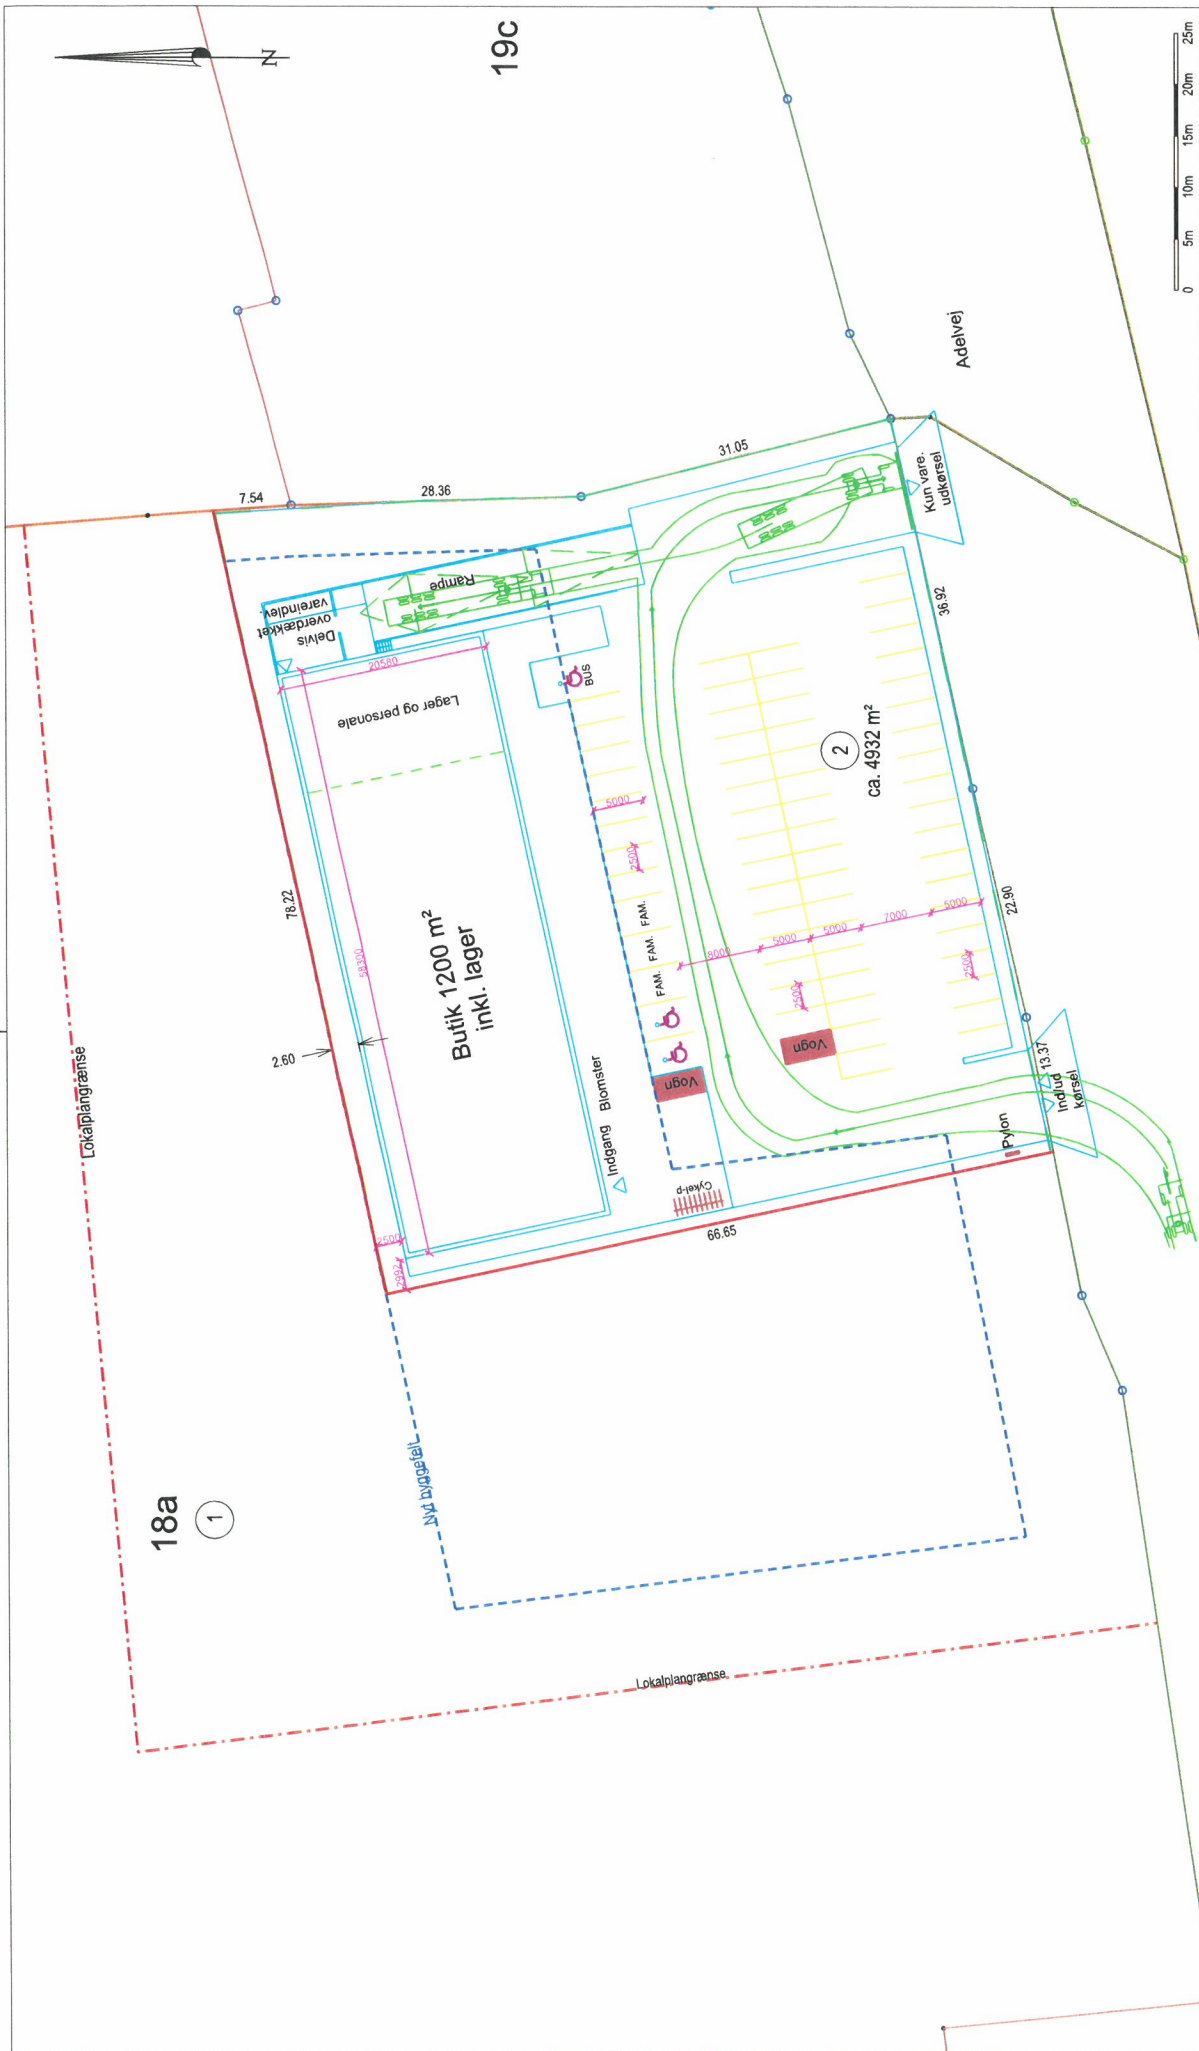 N
19c
18a
1
Lokalplangrænse
Lokalplangrænse
Nyt byggefelt
78.22
2.60
7.54
28.36
31.05
36.92
22.90
13.37
66.65
58300
20580
2500
2992
Butik 1200 m²
inkl. lager
Lager og personale
Delvis
overdækket
vareindlev.
Rampe
Indgang
Blomster
Cykel-p
Vogn
FAM.
FAM.
FAM.
BUS
5000
2500
8000
5000
5000
7000
5000
2500
2500
Vogn
2
ca. 4932 m²
Pylon
Ind/ud
kørsel
Kun vare.
udkørsel
Adelvej
0
5m
10m
15m
20m
25m